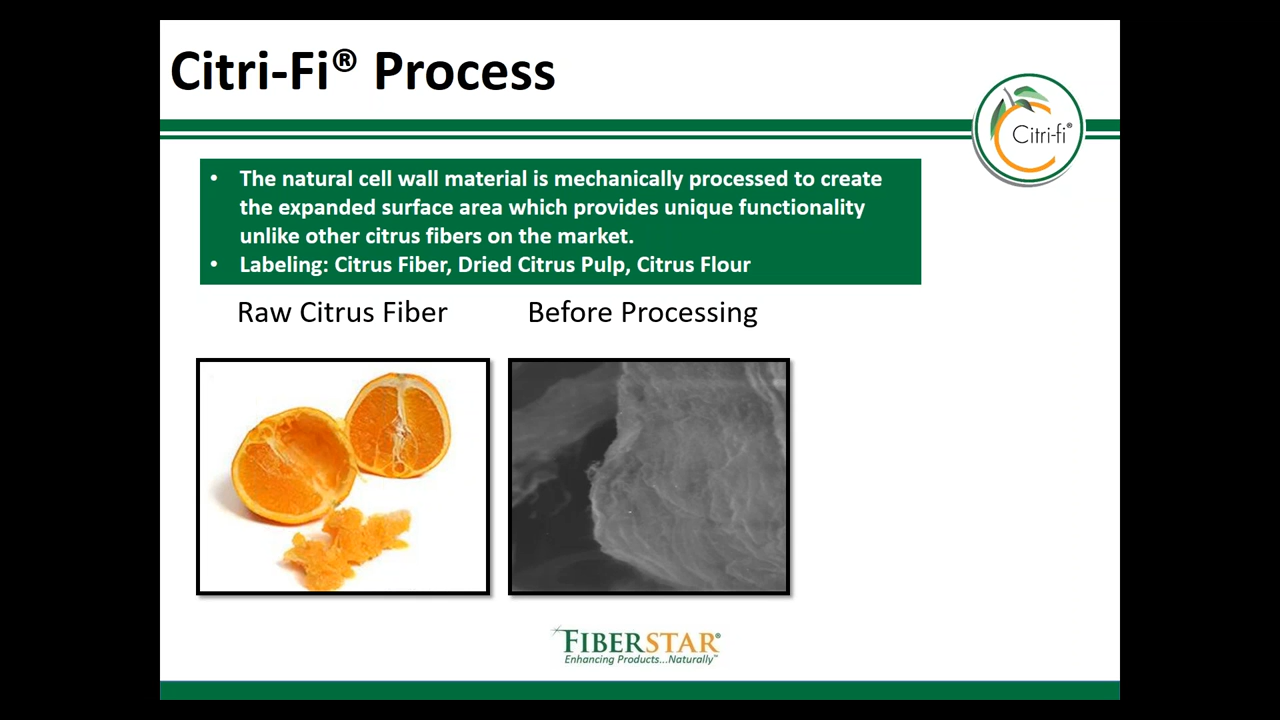 Citri-Fi® Process
Citri-fi®
• The natural cell wall material is mechanically processed to create
the expanded surface area which provides unique functionality
unlike other citrus fibers on the market.
• Labeling: Citrus Fiber, Dried Citrus Pulp, Citrus Flour
Raw Citrus Fiber
Before Processing
FIBERSTAR®
Enhancing Products...Naturally™